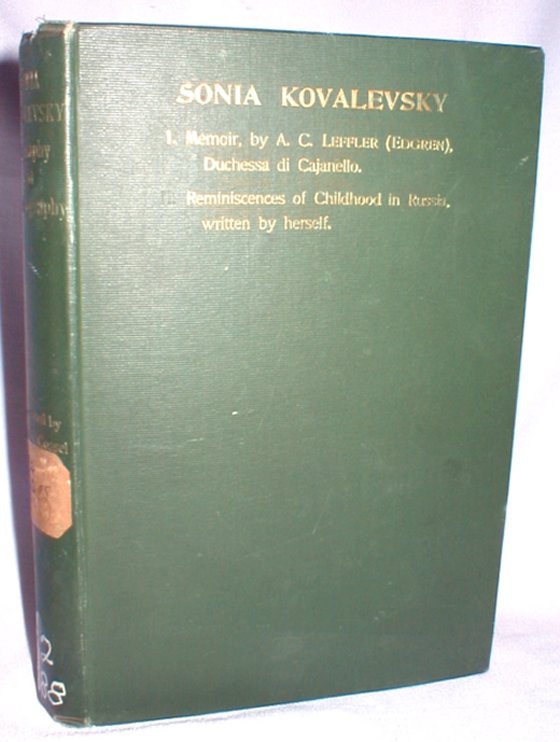 SONIA KOVALEVSKY
I. Memoir, by A. C. LEFFLER (EDGREN),
Duchessa di Cajanello.
II. Reminiscences of Childhood in Russia,
written by herself.